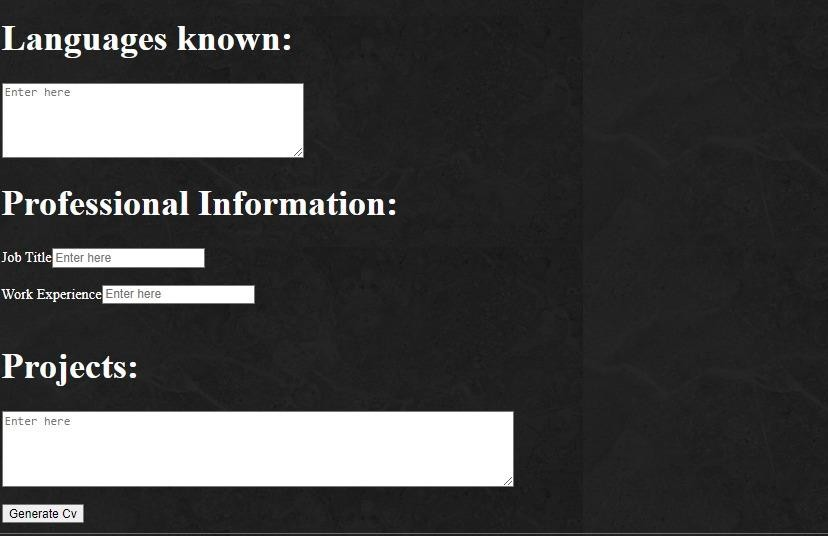 Languages known:
Enter here
Professional Information:
Job Title Enter here
Work Experience Enter here
Projects:
Enter here
Generate Cv